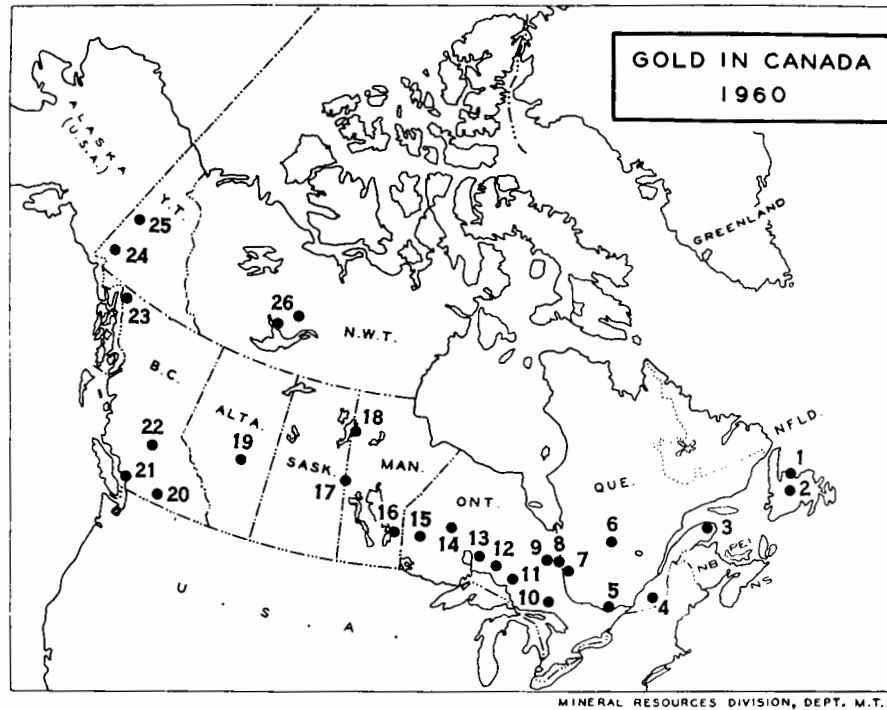 GOLD IN CANADA
1960
ALASKA
(U.S.A.)
Y.T.
25
24
GREENLAND
23
26
N.W.T.
B.C.
ALTA.
18
NFLD.
22
19
SASK.
MAN.
1
21
17
QUE.
2
20
ONT.
16
15
14
6
3
13
12
9
8
7
P.E.I.
NB
NS
11
10
5
4
U. S. A.
MINERAL RESOURCES DIVISION, DEPT. M.T.